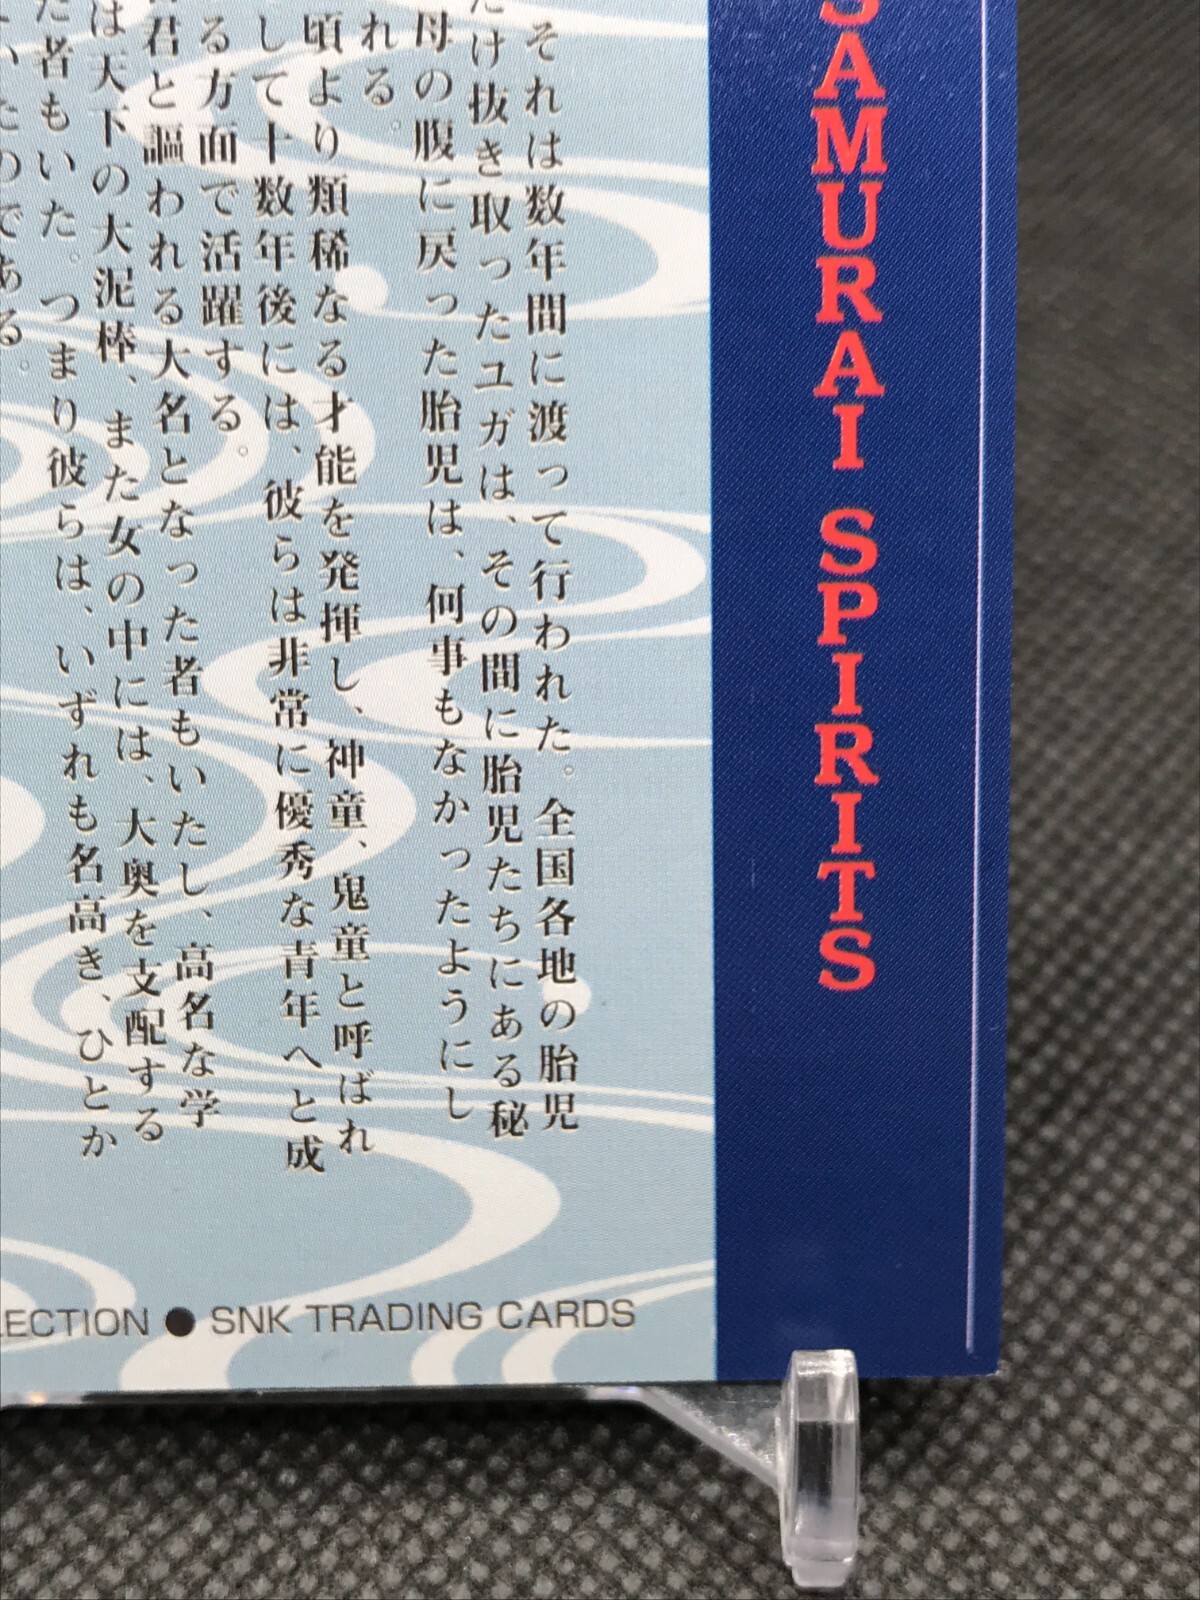 SAMURAI SPIRITS
それは数年間に渡って行われた。全国各地の胎児
だけ抜き取ったユガは、その間に胎児たちにある秘
母の腹に戻った胎児は、何事もなかったようにし
れる。
頃より類稀なる才能を発揮し、神童、鬼童と呼ばれ
して十数年後には、彼らは非常に優秀な青年へと成
る方面で活躍する。
君と謳われる大名となった者もいたし、高名な学
は天下の大泥棒、また女の中には、大奥を支配する
た者もいた。つまり彼らは、いずれも名高き、ひとか
たのである。
LECTION ● SNK TRADING CARDS